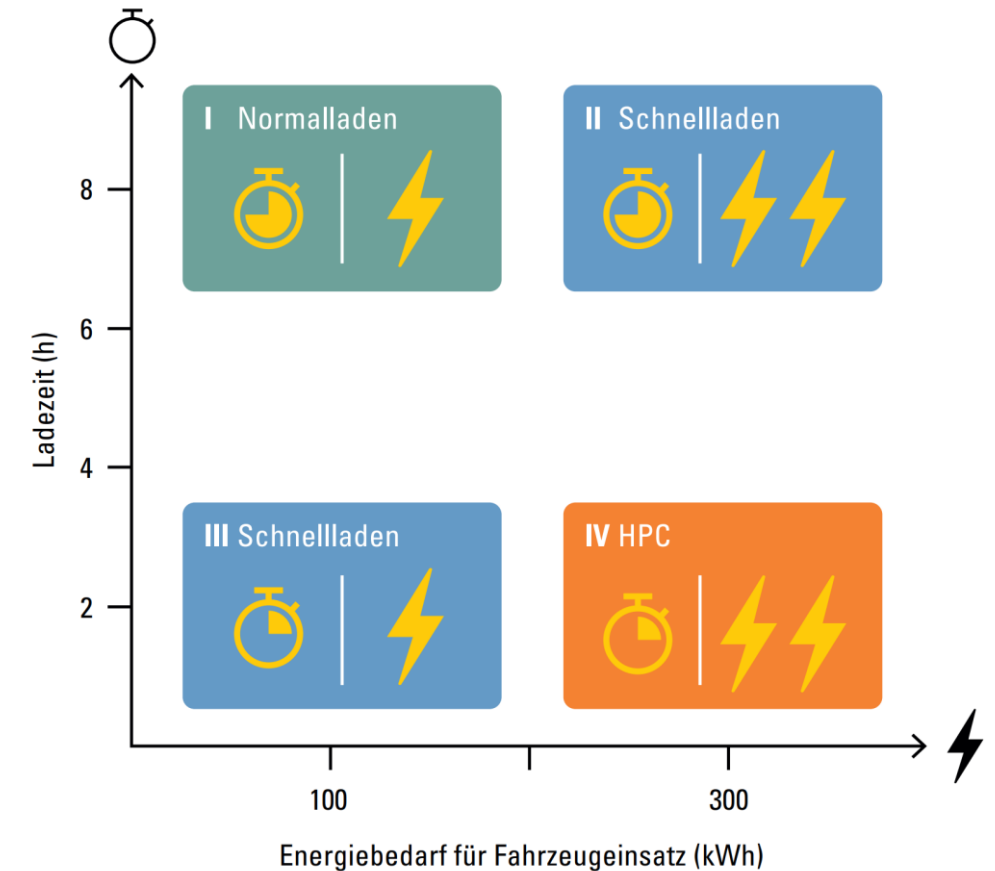 I Normalladen
II Schnellladen
8
6
Ladezeit (h)
4
III Schnellladen
IV HPC
2
100
300
Energiebedarf für Fahrzeugeinsatz (kWh)